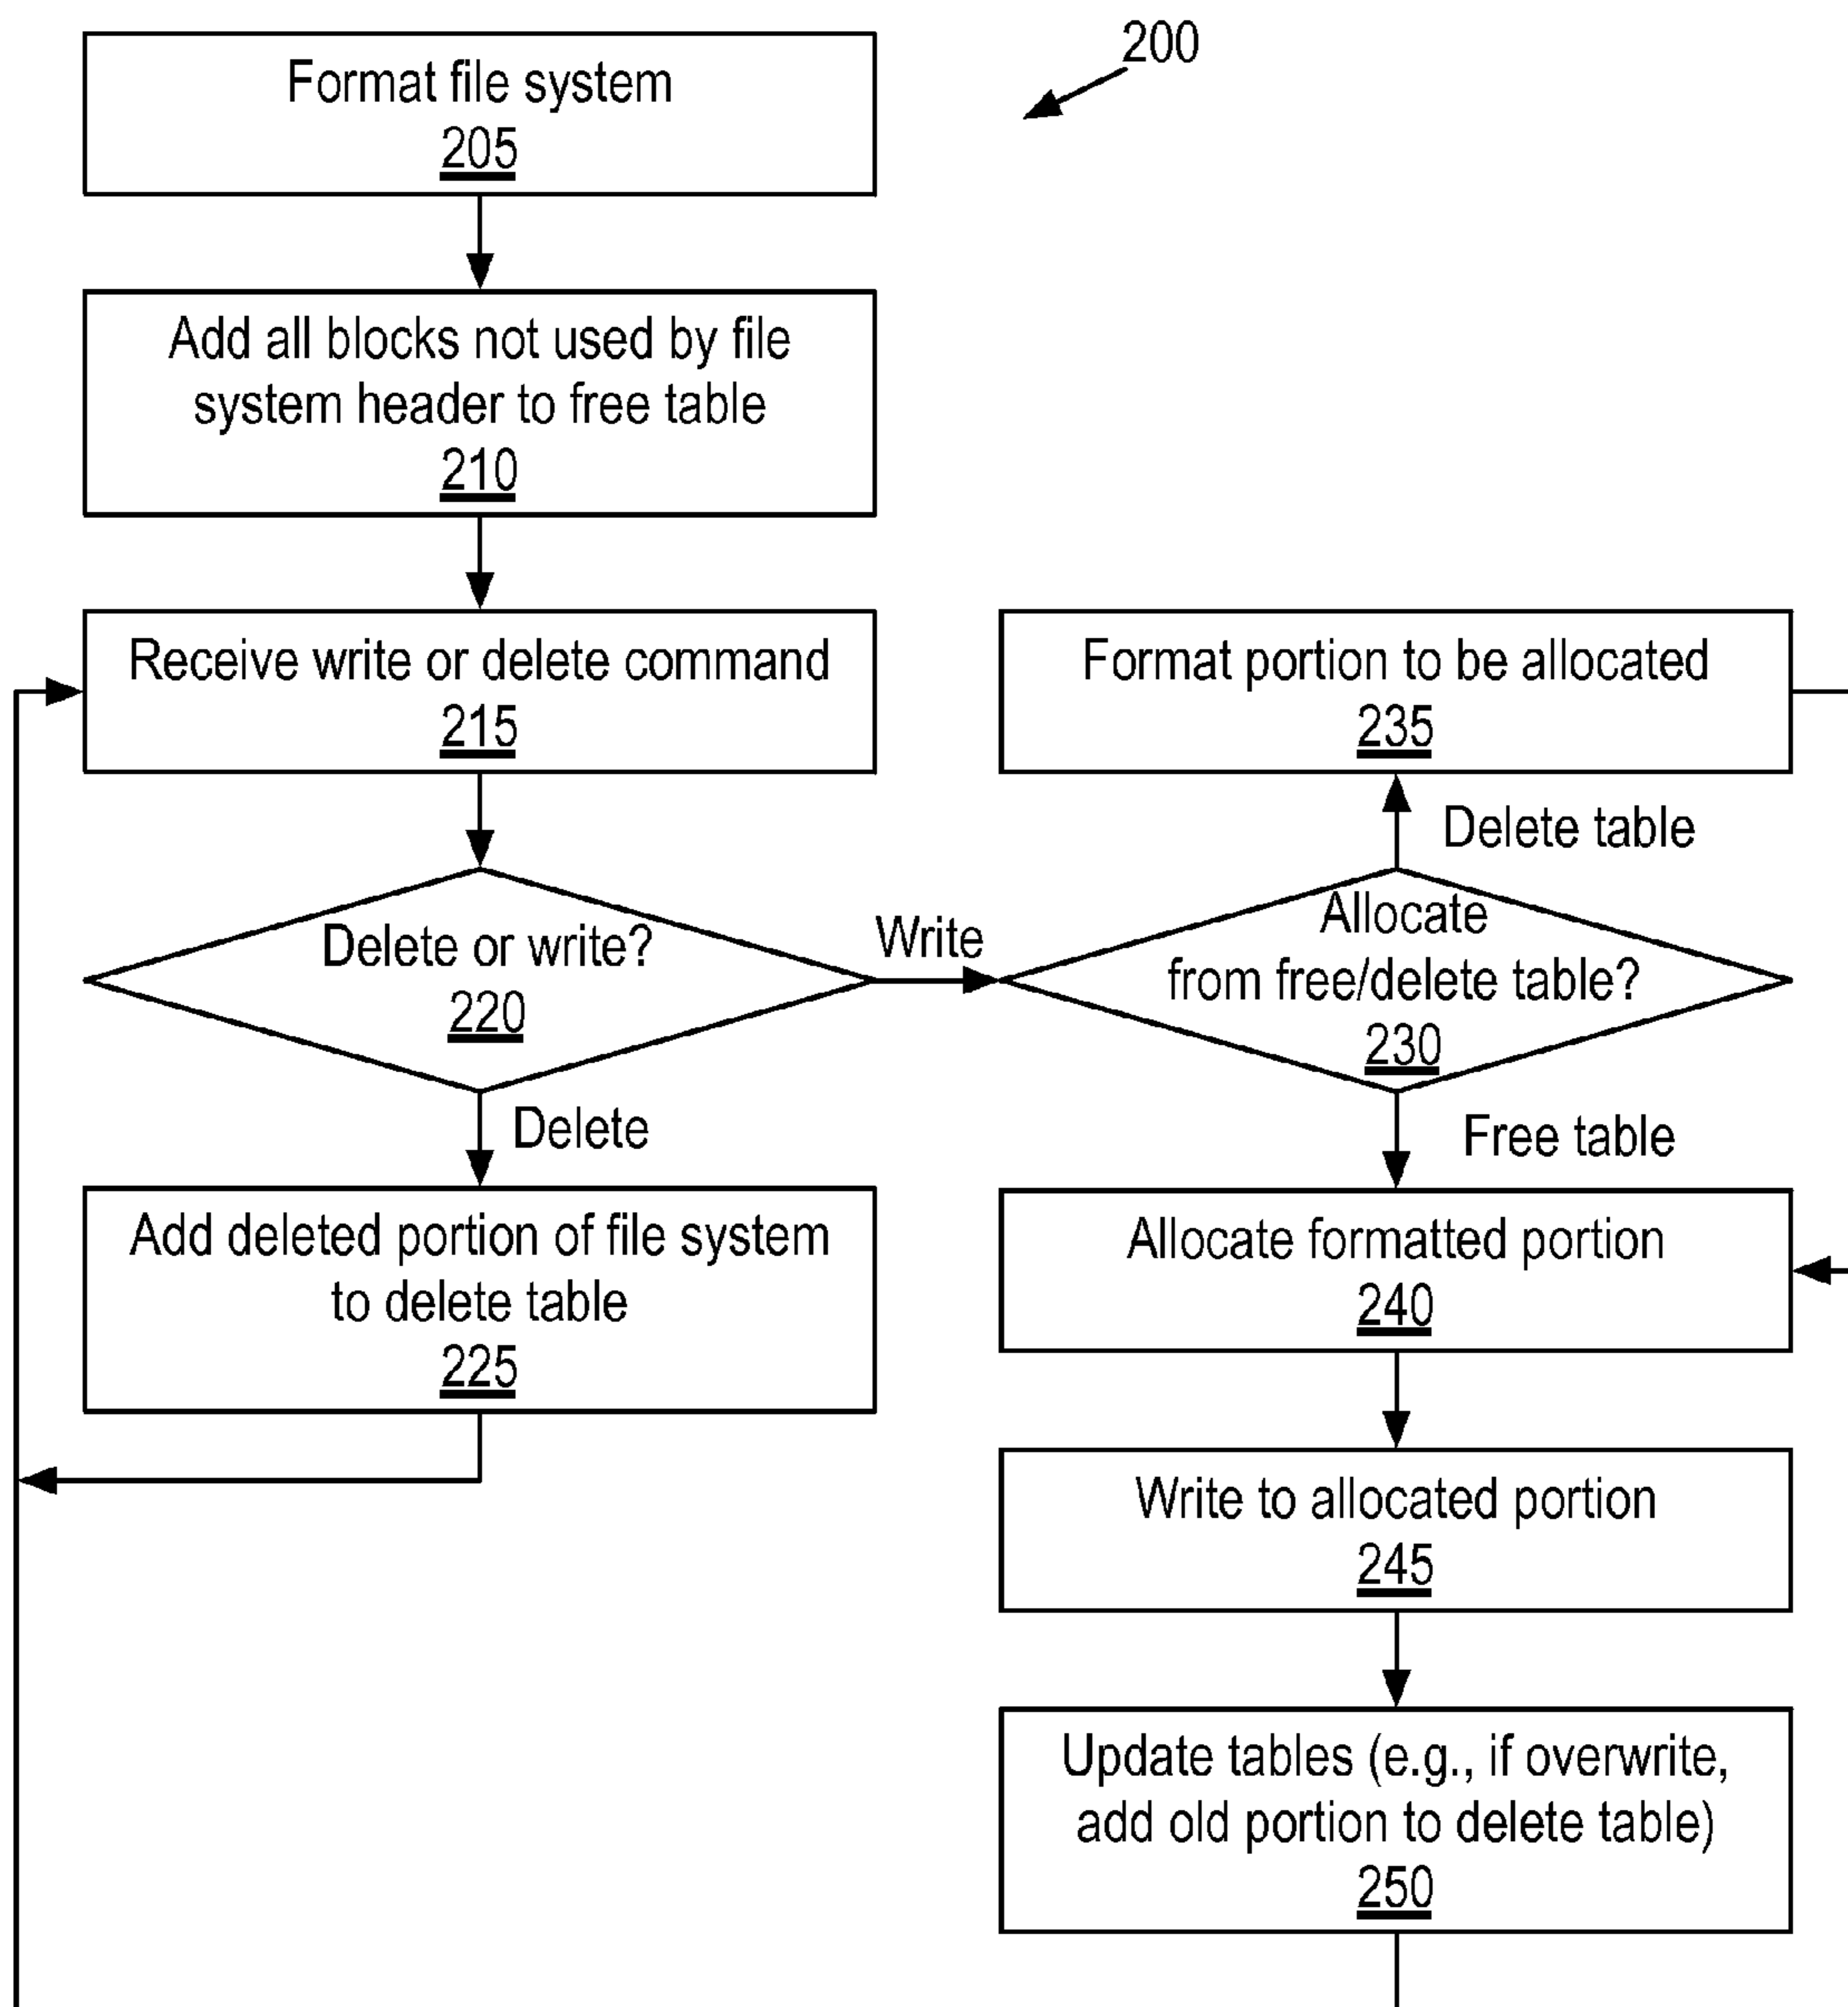 200
Format file system
205
Add all blocks not used by file
system header to free table
210
Receive write or delete command
215
Delete or write?
220
Write
Delete
Add deleted portion of file system
to delete table
225
Format portion to be allocated
235
Delete table
Allocate
from free/delete table?
230
Free table
Allocate formatted portion
240
Write to allocated portion
245
Update tables (e.g., if overwrite,
add old portion to delete table)
250